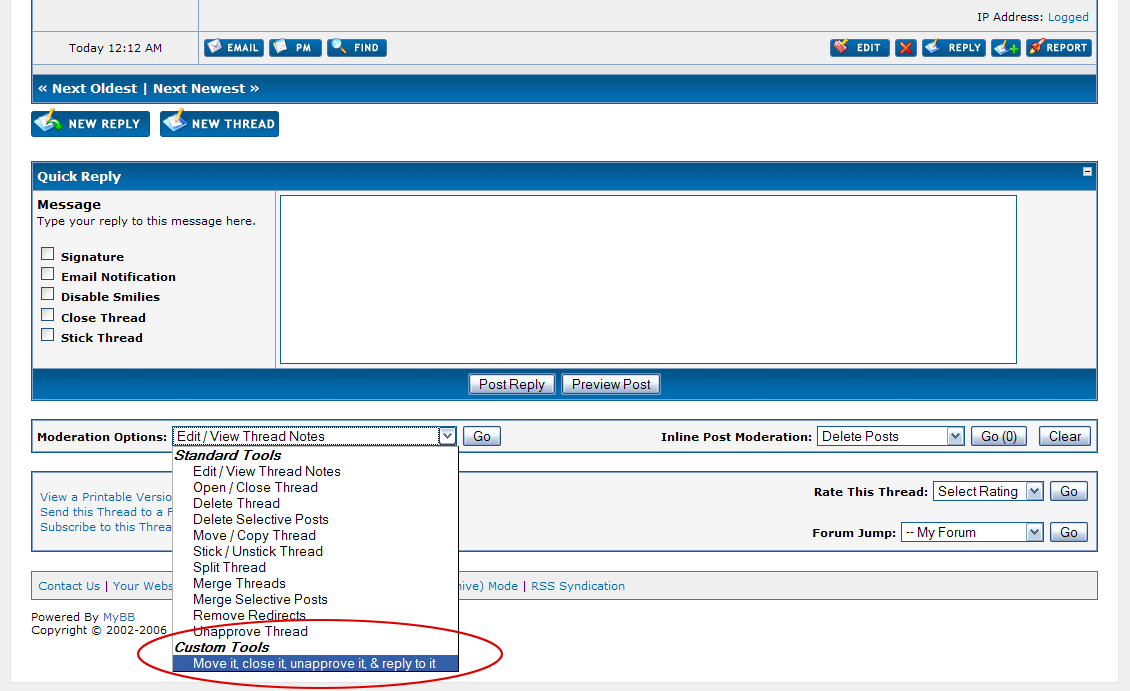 IP Address: Logged
Today 12:12 AM EMAIL PM FIND EDIT REPLY REPORT
« Next Oldest | Next Newest »
NEW REPLY NEW THREAD
Quick Reply
Message
Type your reply to this message here.
Signature
Email Notification
Disable Smilies
Close Thread
Stick Thread
Post Reply Preview Post
Moderation Options: Edit / View Thread Notes Go Inline Post Moderation: Delete Posts Go (0) Clear
Standard Tools
Edit / View Thread Notes
Open / Close Thread
Delete Thread
Delete Selective Posts
Move / Copy Thread
Stick / Unstick Thread
Split Thread
Merge Threads
Merge Selective Posts
Remove Redirects
Unapprove Thread
Custom Tools
Move it, close it, unapprove it, & reply to it
View a Printable Versio
Send this Thread to a F
Subscribe to this Threa
Rate This Thread: Select Rating Go
Forum Jump: -- My Forum Go
Contact Us | Your Webs hive) Mode | RSS Syndication
Powered By MyBB
Copyright © 2002-2006